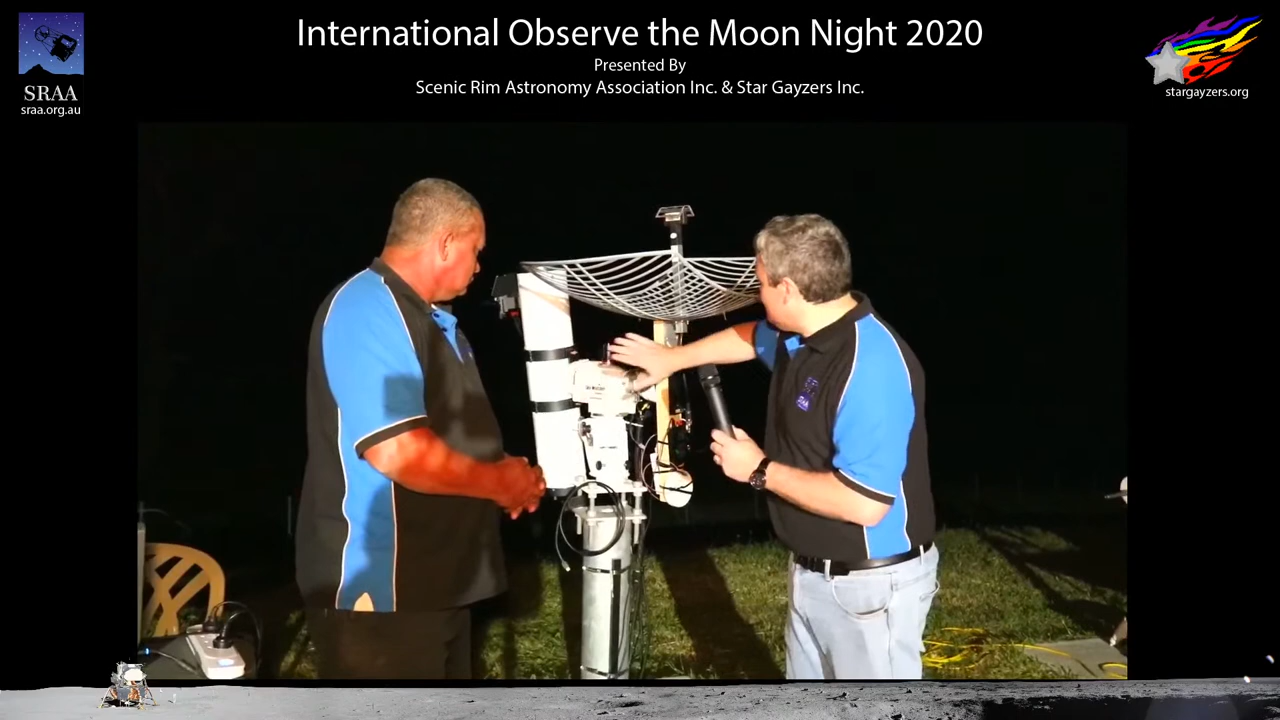 International Observe the Moon Night 2020
Presented By
Scenic Rim Astronomy Association Inc. & Star Gayzers Inc.
SRAA
sraa.org.au
stargayzers.org